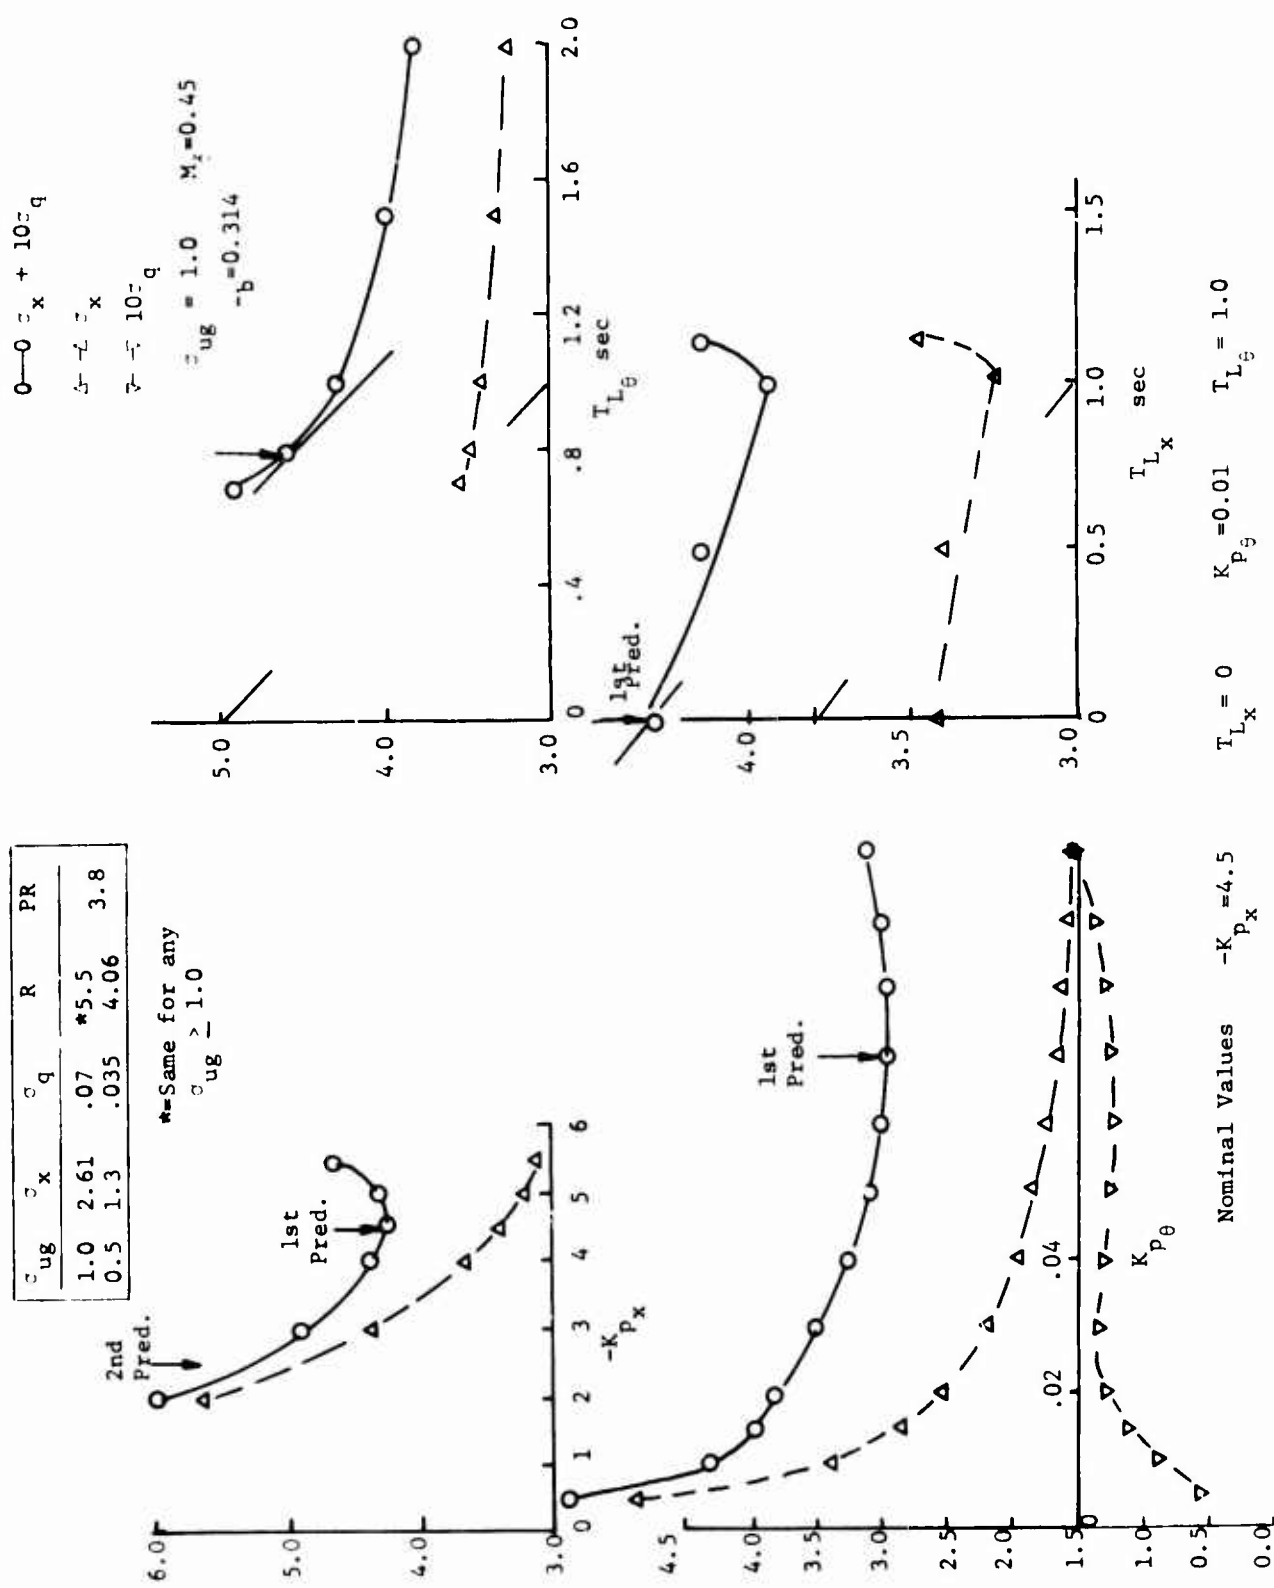 σug σx σq R PR
1.0 2.61 .07 *5.5 3.8
0.5 1.3 .035 4.06
*=Same for any
σug ≥ 1.0
O—O σx + 10σq
σx
10σq
σug = 1.0 M =0.45
-b=0.314
2nd
Pred.
1st
Pred.
6.0
5.0
4.0
3.0
0 1 2 3 4 5 6
-Kpx
5.0
4.0
3.0
0 .4 .8 1.2 1.6 2.0
TLθ sec
1st
Pred.
4.5
3.5
3.0
2.5
2.0
1.5
1.0
0.5
0.0
0 .02 .04
Kpθ
1st
Pred.
4.0
3.5
3.0
0 0.5 1.0 1.5
TLx sec
Nominal Values -Kpx=4.5 TLx= 0 Kpθ=0.01 TLθ= 1.0